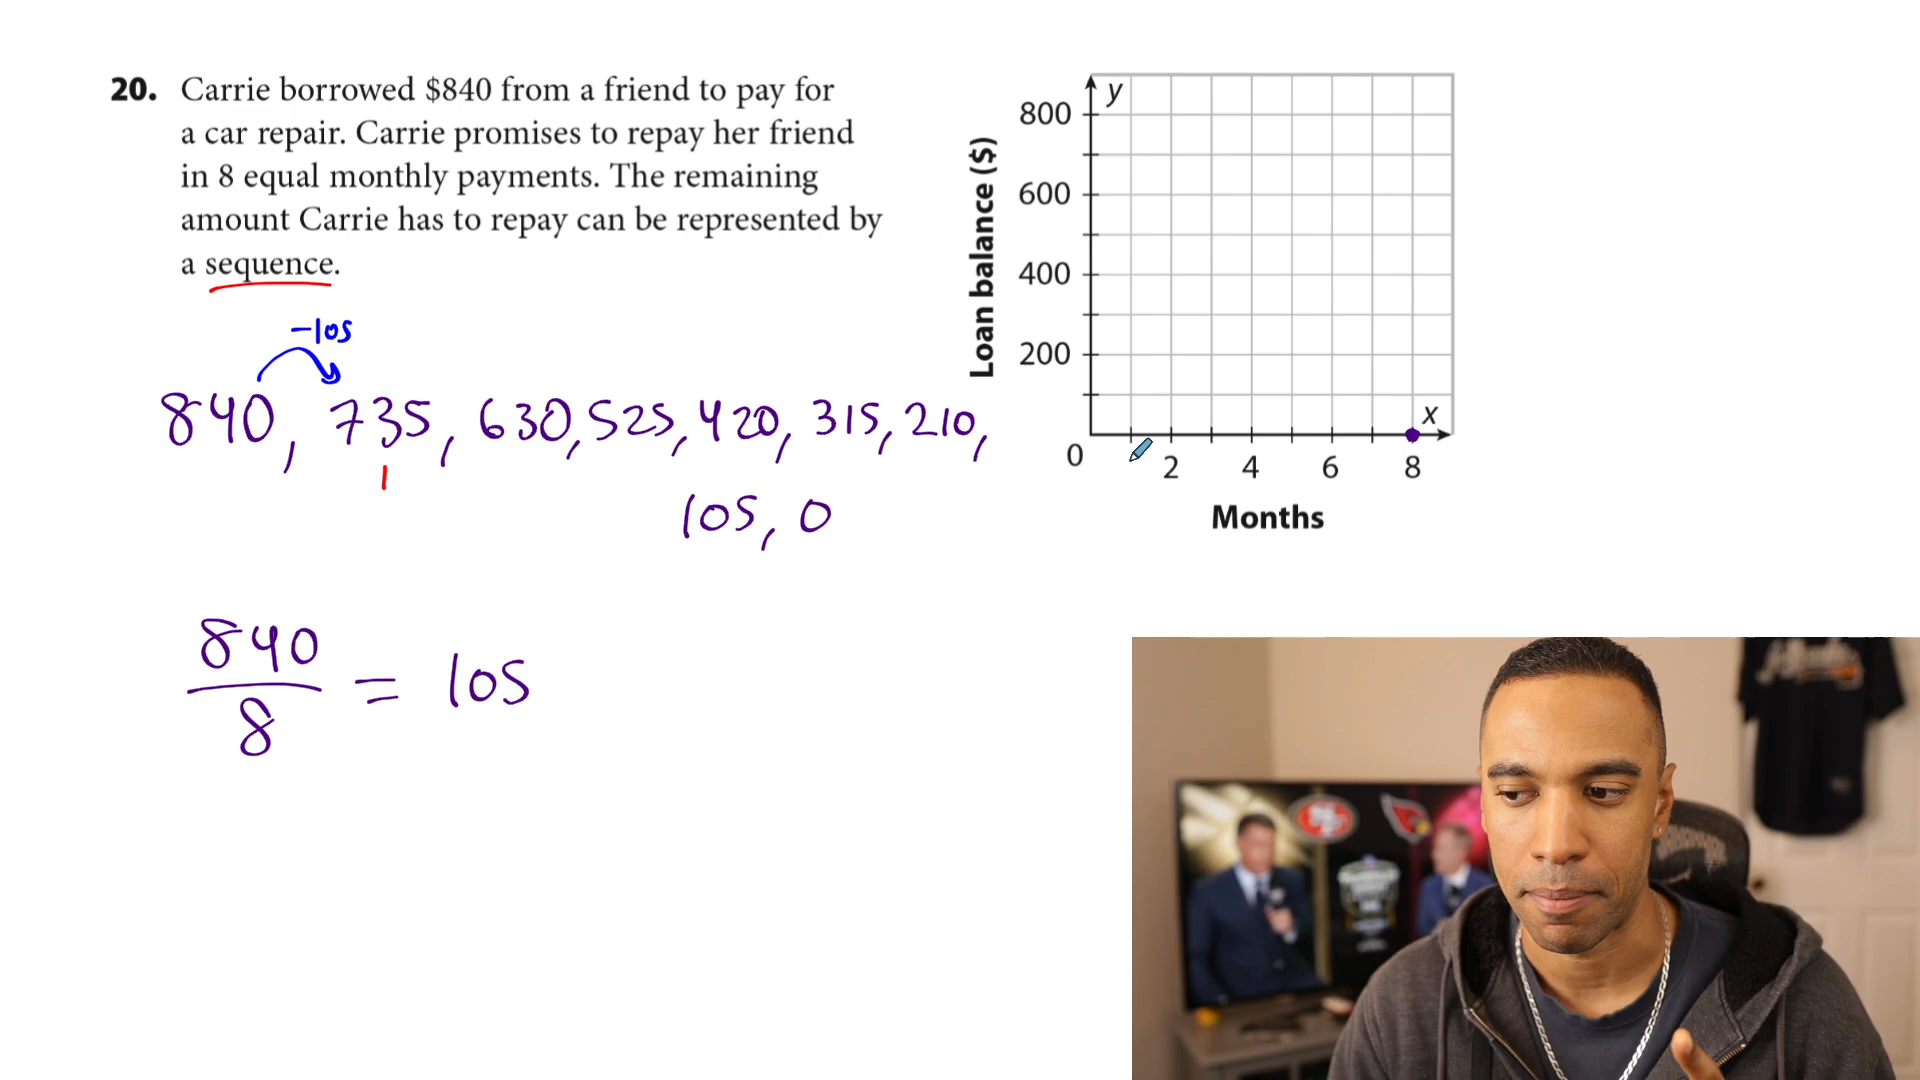 20. Carrie borrowed $840 from a friend to pay for
a car repair. Carrie promises to repay her friend
in 8 equal monthly payments. The remaining
amount Carrie has to repay can be represented by
a sequence.
-105
840, 735, 630, 525, 420, 315, 210,
1
105, 0
840
8
= 105
y
800
600
400
200
0
Loan balance ($)
x
2 4 6 8
Months